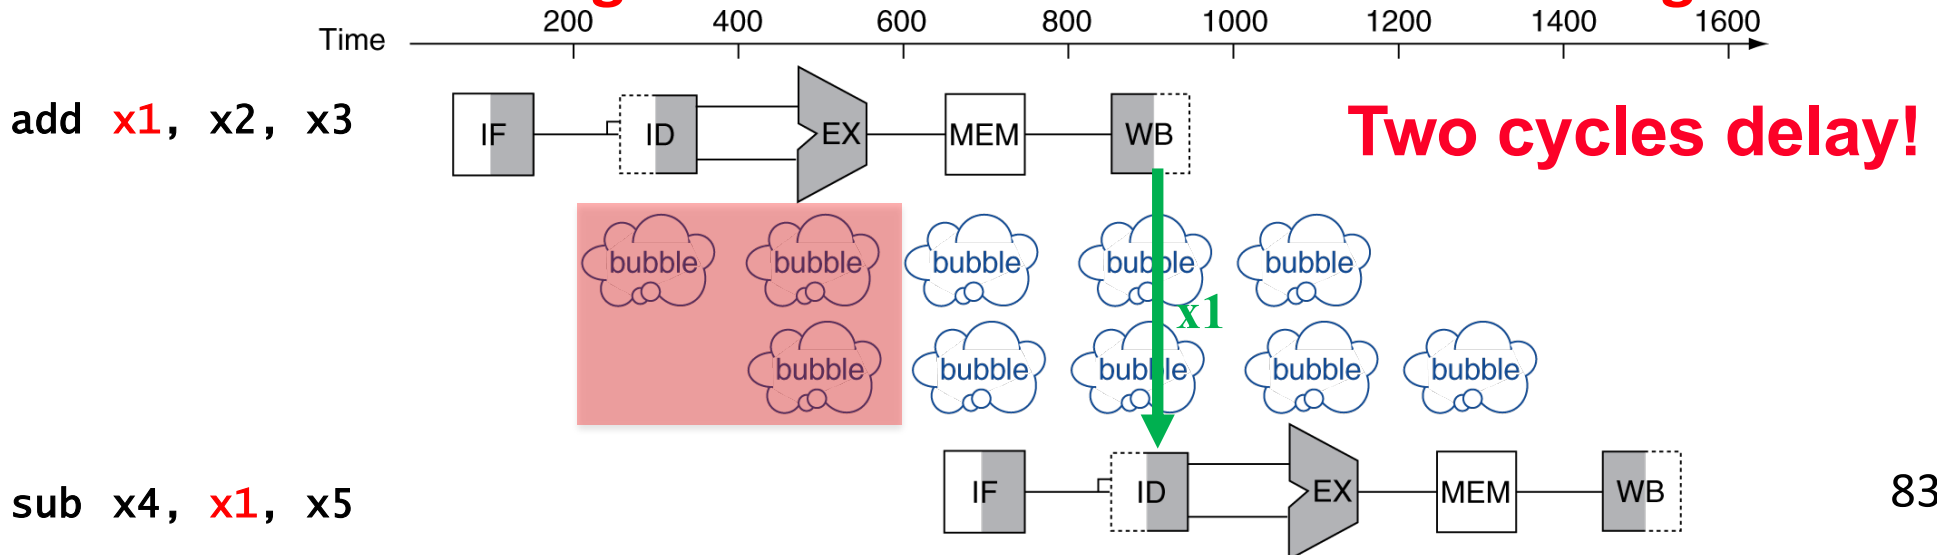 200 400 600 800 1000 1200 1400 1600
Time
add x1, x2, x3
IF ID EX MEM WB
Two cycles delay!
bubble bubble bubble bubble bubble
x1
bubble bubble bubble bubble bubble
sub x4, x1, x5
IF ID EX MEM WB
83